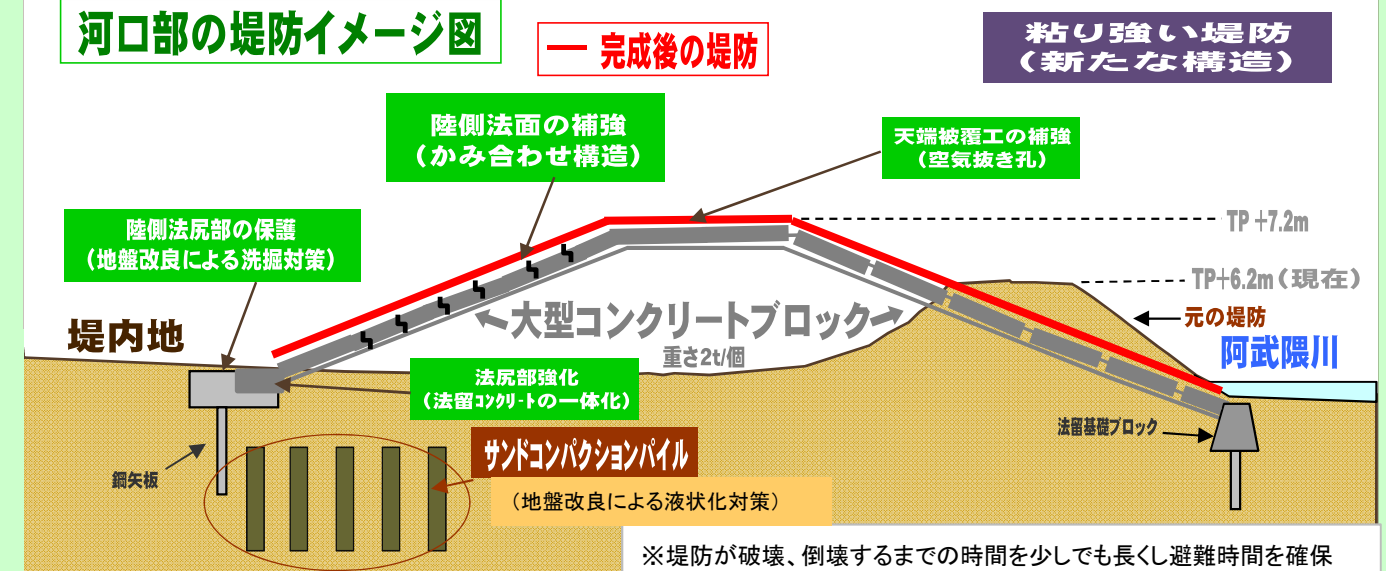 河口部の堤防イメージ図
━ 完成後の堤防
粘り強い堤防
(新たな構造)
陸側法面の補強
(かみ合わせ構造)
天端被覆工の補強
(空気抜き孔)
陸側法尻部の保護
(地盤改良による洗掘対策)
TP +7.2m
TP+6.2m(現在)
大型コンクリートブロック
重さ2t/個
元の堤防
堤内地
阿武隈川
法尻部強化
(法留コンクリートの一体化)
法留基礎ブロック
サンドコンパクションパイル
鋼矢板
(地盤改良による液状化対策)
※堤防が破壊、倒壊するまでの時間を少しでも長くし避難時間を確保